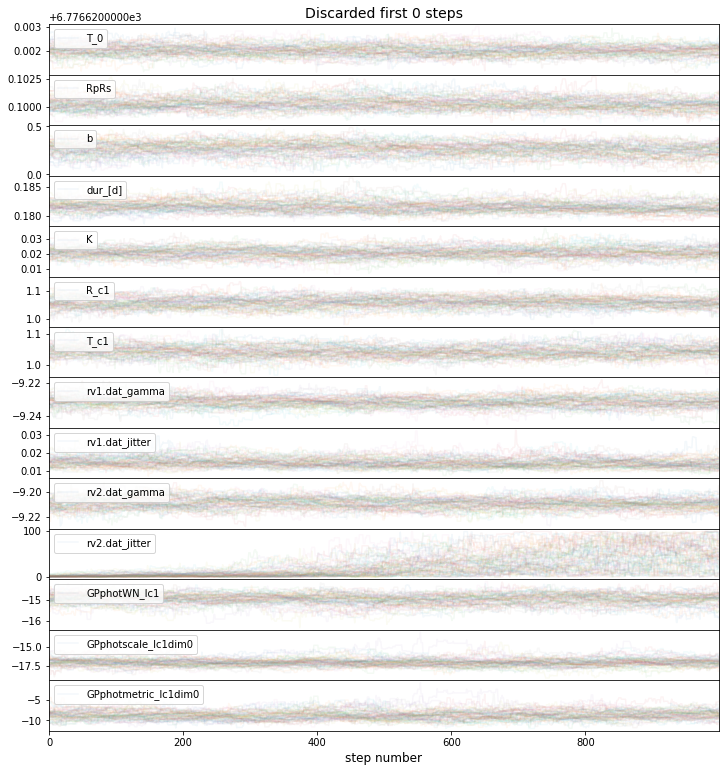 Discarded first 0 steps
+6.7766200000e3
0.003
T_0
0.002
0.1025
RpRs
0.1000
0.5
b
0.0
0.185
dur_[d]
0.180
0.03
K
0.02
0.01
1.1
R_c1
1.0
1.1
T_c1
1.0
−9.22
rv1.dat_gamma
−9.24
0.03
rv1.dat_jitter
0.02
0.01
−9.20
rv2.dat_gamma
−9.22
100
rv2.dat_jitter
0
GPphotWN_lc1
−15
−16
GPphotscale_lc1dim0
−15.0
−17.5
GPphotmetric_lc1dim0
−5
−10
0 200 400 600 800
step number